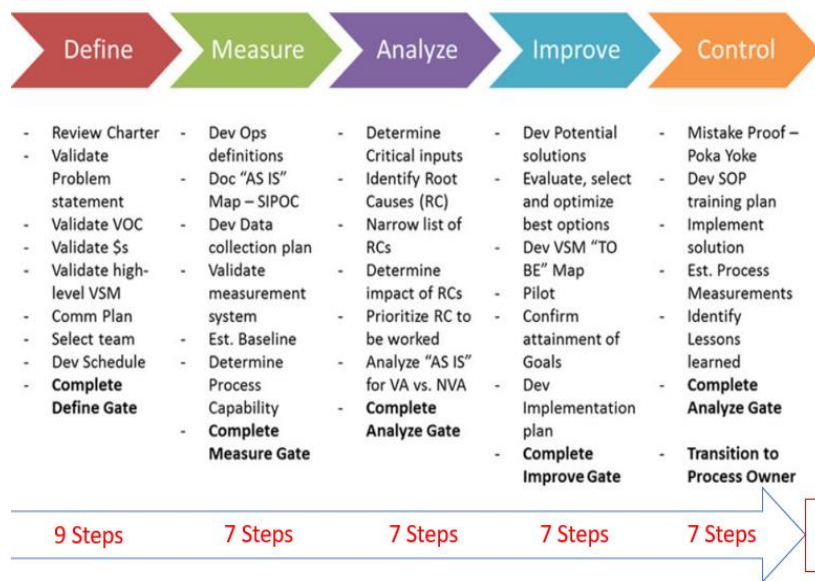 Define
Measure
Analyze
Improve
Control
- Review Charter
- Validate
Problem
statement
- Validate VOC
- Validate $s
- Validate high-
level VSM
- Comm Plan
- Select team
- Dev Schedule
- Complete
Define Gate
- Dev Ops
definitions
- Doc “AS IS”
Map – SIPOC
- Dev Data
collection plan
- Validate
measurement
system
- Est. Baseline
- Determine
Process
Capability
- Complete
Measure Gate
- Determine
Critical inputs
- Identify Root
Causes (RC)
- Narrow list of
RCs
- Determine
impact of RCs
- Prioritize RC to
be worked
- Analyze “AS IS”
for VA vs. NVA
- Complete
Analyze Gate
- Dev Potential
solutions
- Evaluate, select
and optimize
best options
- Dev VSM “TO
BE” Map
- Pilot
- Confirm
attainment of
Goals
- Dev
Implementation
plan
- Complete
Improve Gate
- Mistake Proof –
Poka Yoke
- Dev SOP
training plan
- Implement
solution
- Est. Process
Measurements
- Identify
Lessons
learned
- Complete
Analyze Gate
- Transition to
Process Owner
9 Steps
7 Steps
7 Steps
7 Steps
7 Steps